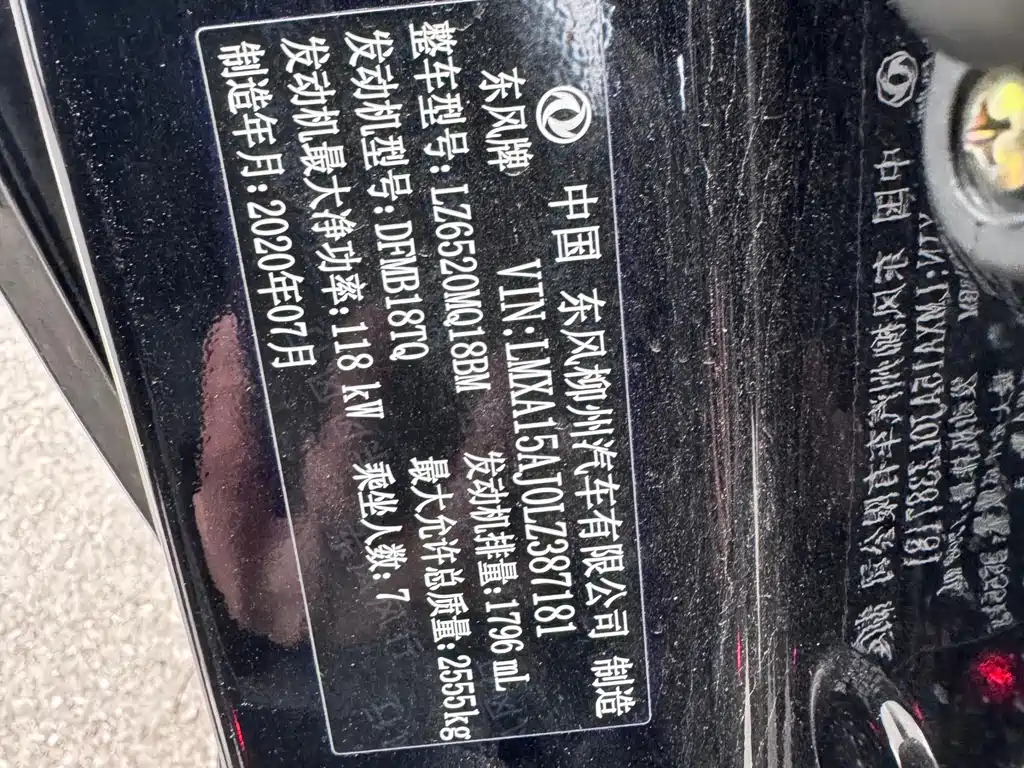 中国 东风柳州汽车有限公司 制造
东风牌 VIN:LMXA15AJ0LZ387181
整车型号:LZ6520MQ18BM 发动机排量:1796 mL
发动机型号:DFMB18TQ 最大允许总质量:2555kg
发动机最大净功率:118 kW 乘坐人数:7
制造年月:2020年07月